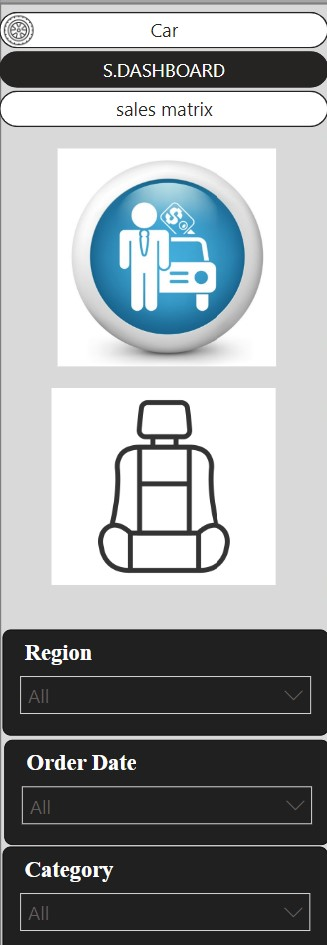 Car
S.DASHBOARD
sales matrix
$
Region
All
Order Date
All
Category
All